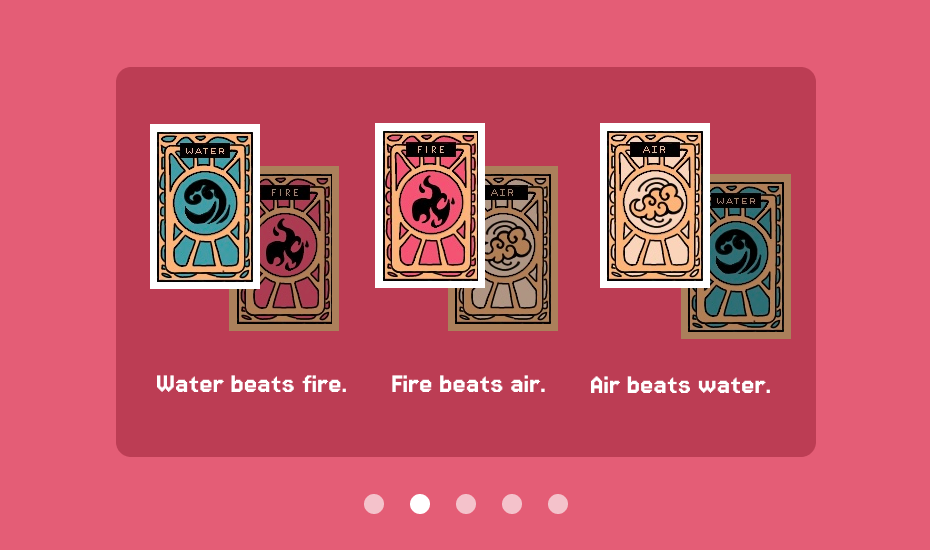 WATER
FIRE
FIRE
AIR
AIR
WATER
Water beats fire.
Fire beats air.
Air beats water.